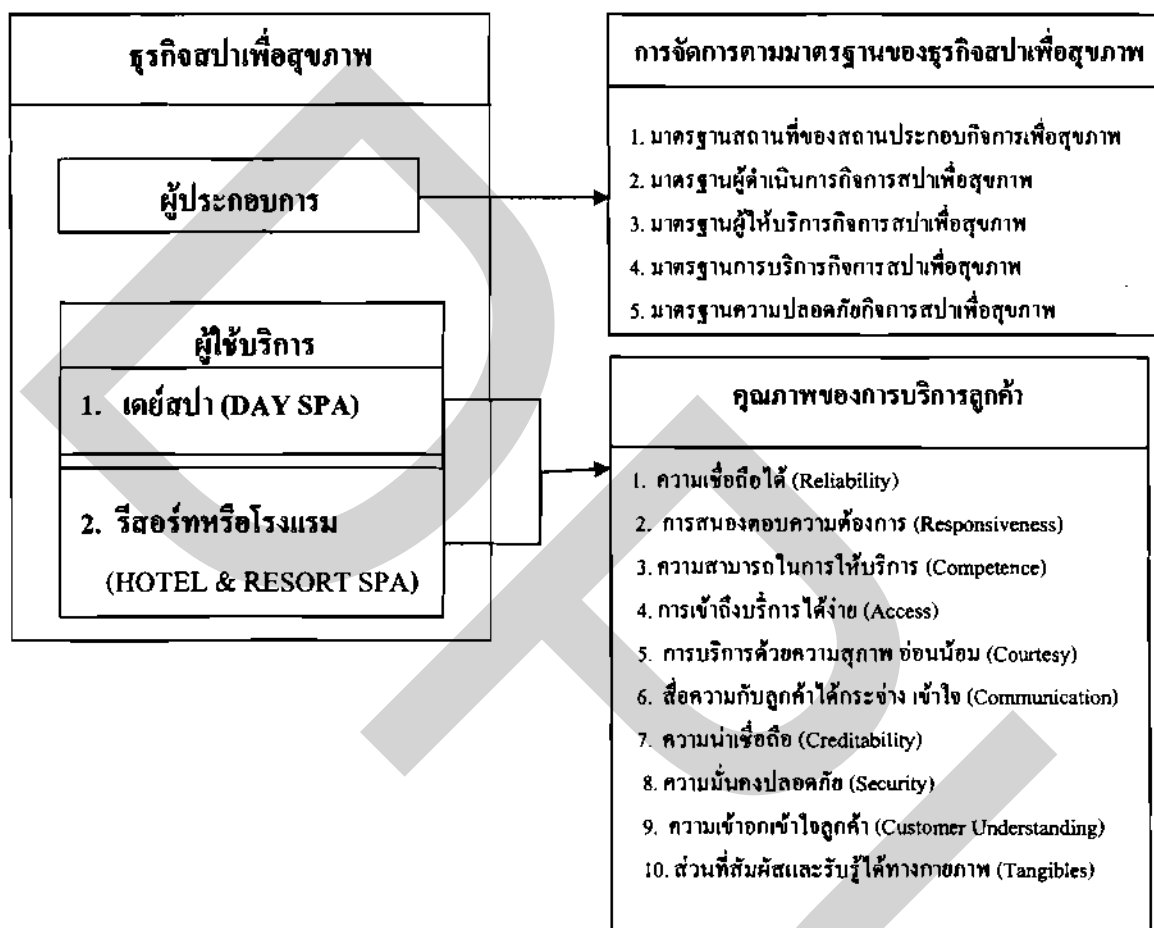 ธุรกิจสปาเพื่อสุขภาพ
ผู้ประกอบการ
ผู้ใช้บริการ
1. เดย์สปา (DAY SPA)
2. รีสอร์ทหรือโรงแรม
(HOTEL & RESORT SPA)
การจัดการตามมาตรฐานของธุรกิจสปาเพื่อสุขภาพ
1. มาตรฐานสถานที่ของสถานประกอบกิจการเพื่อสุขภาพ
2. มาตรฐานผู้ดำเนินการกิจการสปาเพื่อสุขภาพ
3. มาตรฐานผู้ให้บริการกิจการสปาเพื่อสุขภาพ
4. มาตรฐานการบริการกิจการสปาเพื่อสุขภาพ
5. มาตรฐานความปลอดภัยกิจการสปาเพื่อสุขภาพ
คุณภาพของการบริการลูกค้า
1. ความเชื่อถือได้ (Reliability)
2. การสนองตอบความต้องการ (Responsiveness)
3. ความสามารถในการให้บริการ (Competence)
4. การเข้าถึงบริการได้ง่าย (Access)
5. การบริการด้วยความสุภาพ อ่อนน้อม (Courtesy)
6. สื่อความกับลูกค้าได้กระจ่าง เข้าใจ (Communication)
7. ความน่าเชื่อถือ (Creditability)
8. ความมั่นคงปลอดภัย (Security)
9. ความเข้าอกเข้าใจลูกค้า (Customer Understanding)
10. ส่วนที่สัมผัสและรับรู้ได้ทางกายภาพ (Tangibles)